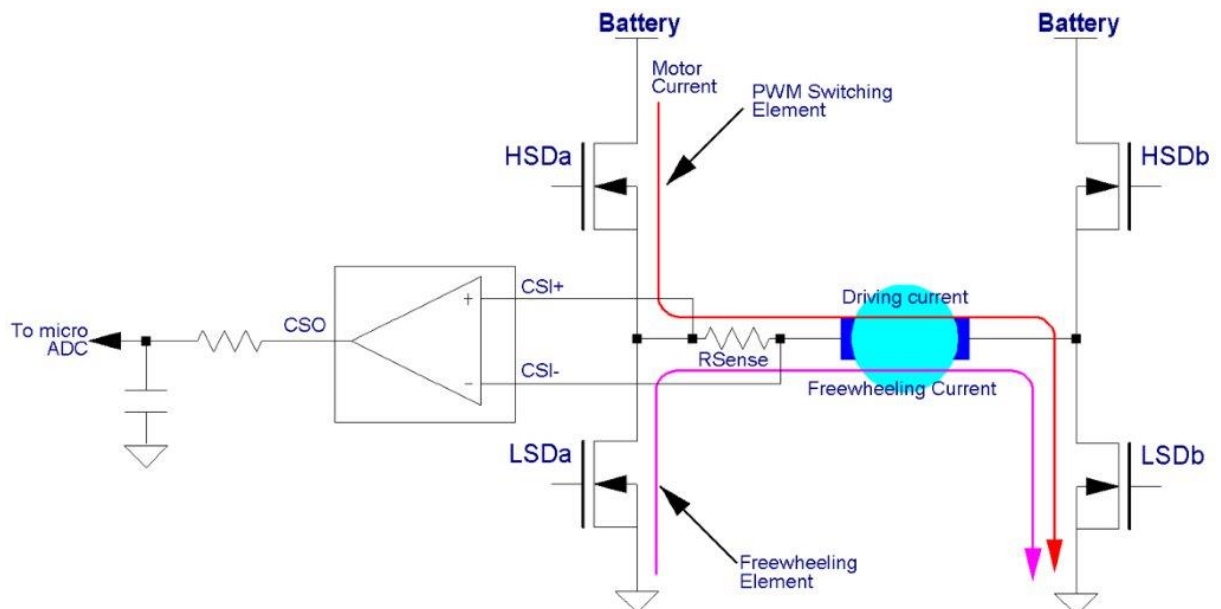 Battery
Battery
Motor
Current
PWM Switching
Element
HSDa
HSDb
CSI+
+
CSO
To micro
ADC
Driving current
RSense
CSI-
-
Freewheeling Current
LSDa
LSDb
Freewheeling
Element